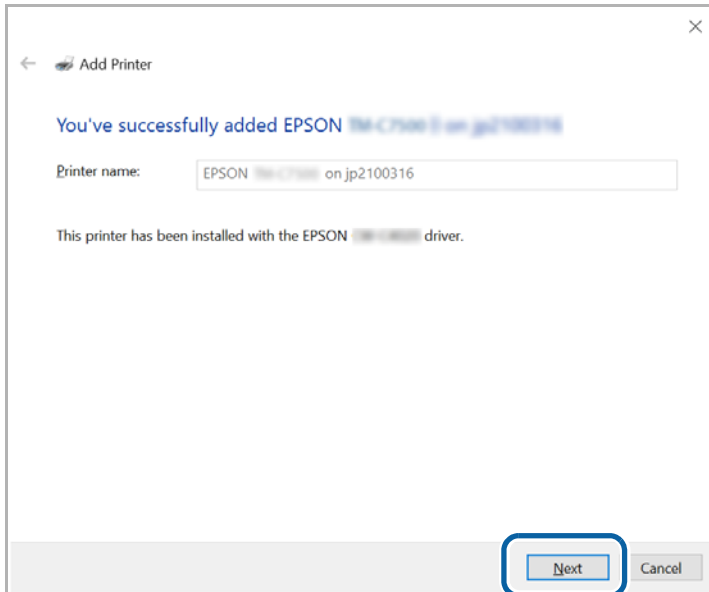 Add Printer
You've successfully added EPSON
Printer name:
EPSON on jp2100316
This printer has been installed with the EPSON driver.
Next
Cancel